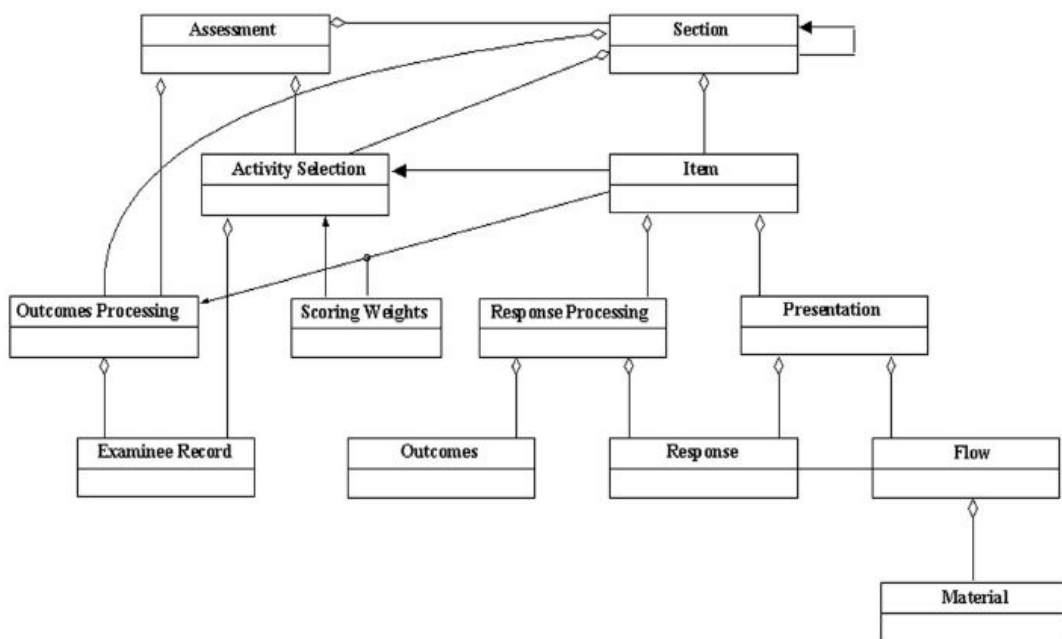 Assessment
Section
Activity Selection
Item
Outcomes Processing
Scoring Weights
Response Processing
Presentation
Examinee Record
Outcomes
Response
Flow
Material